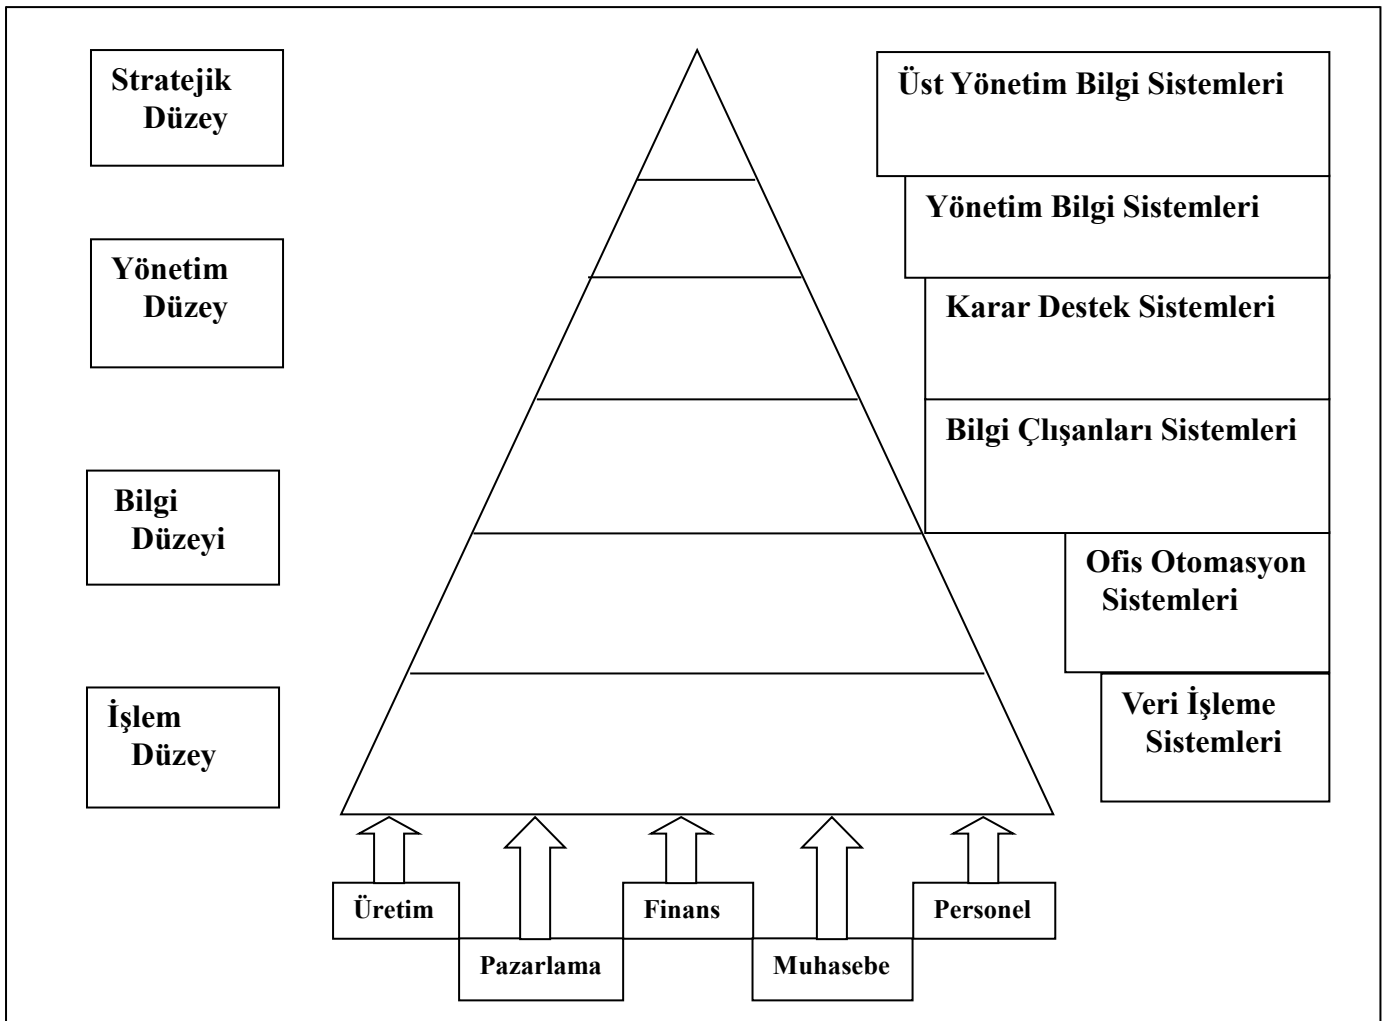 Stratejik
Düzey
Üst Yönetim Bilgi Sistemleri
Yönetim Bilgi Sistemleri
Yönetim
Düzey
Karar Destek Sistemleri
Bilgi Çlışanları Sistemleri
Bilgi
Düzeyi
Ofis Otomasyon
Sistemleri
İşlem
Düzey
Veri İşleme
Sistemleri
Üretim
Finans
Personel
Pazarlama
Muhasebe